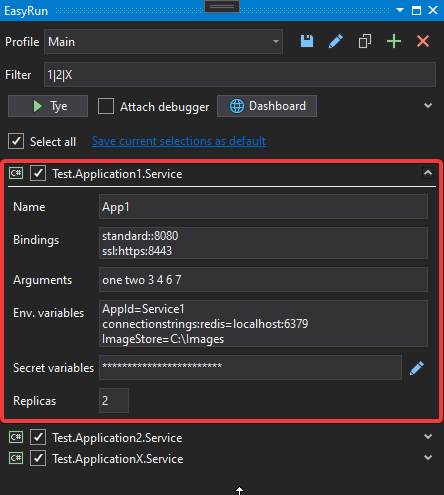 EasyRun
Profile Main
Filter 1|2|X
Tye Attach debugger Dashboard
Select all Save current selections as default
C# Test.Application1.Service
Name App1
Bindings standard::8080
ssl:https:8443
Arguments one two 3 4 6 7
Env. variables AppId=Service1
connectionstrings:redis=localhost:6379
ImageStore=C:\Images
Secret variables ************************
Replicas 2
C# Test.Application2.Service
C# Test.ApplicationX.Service